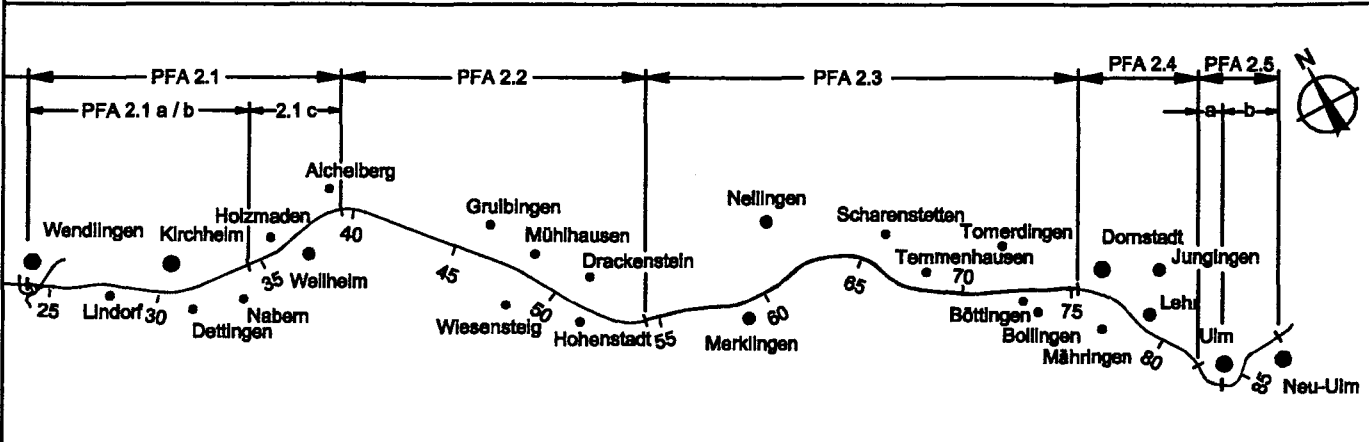 N
PFA 2.1
PFA 2.2
PFA 2.3
PFA 2.4
PFA 2.5
PFA 2.1 a / b
2.1 c
a
b
Aichelberg
Wendlingen
Kirchheim
Holzmaden
Weilheim
Gruibingen
Mühlhausen
Drackenstein
Nellingen
Scharenstetten
Temmenhausen
Tomerdingen
Dornstadt
Jungingen
Lehr
25
Lindorf
30
Dettingen
Nabern
35
40
45
Wiesensteig
50
Hohenstadt
55
Merklingen
60
65
70
Böttingen
Bollingen
75
Mähringen
80
Ulm
85
Neu-Ulm